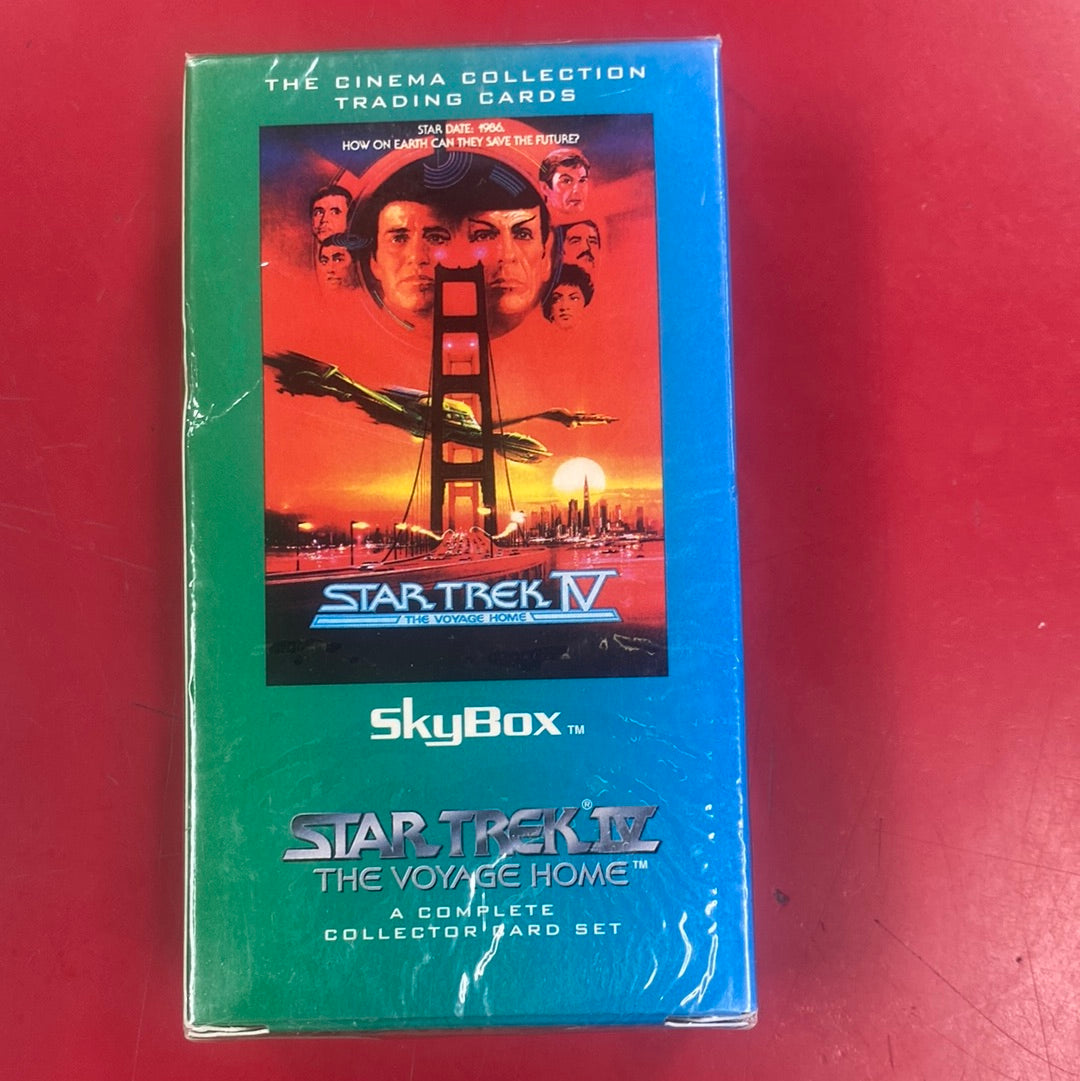 THE CINEMA COLLECTION
TRADING CARDS
STAR DATE: 1986.
HOW ON EARTH CAN THEY SAVE THE FUTURE?
STAR TREK IV
THE VOYAGE HOME
SkyBox™
STAR TREK® IV
THE VOYAGE HOME™
A COMPLETE
COLLECTOR CARD SET